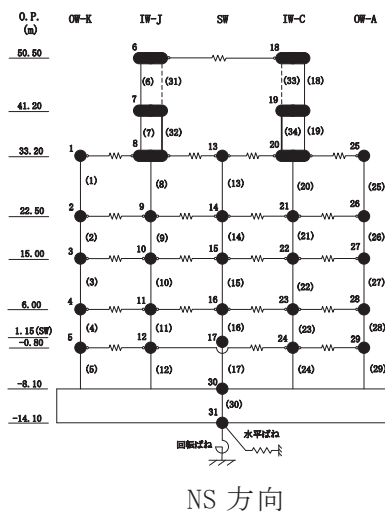 O.P. OW-K IW-J SW IW-C OW-A
(m)
6 18
50.50
(6) (31) (33) (18)
7 19
41.20
(7) (32) (34) (19)
33.20 1 8 13 20 25
(1) (8) (13) (20) (25)
22.50 2 9 14 21 26
(2) (9) (14) (21) (26)
15.00 3 10 15 22 27
(3) (10) (15) (22) (27)
6.00 4 11 16 23 28
1.15(SW) (4) (11) (16) (23) (28)
-0.80 5 12 17 24 29
(5) (12) (17) (24) (29)
-8.10 30
(30)
-14.10 31
回転ばね 水平ばね
NS 方向